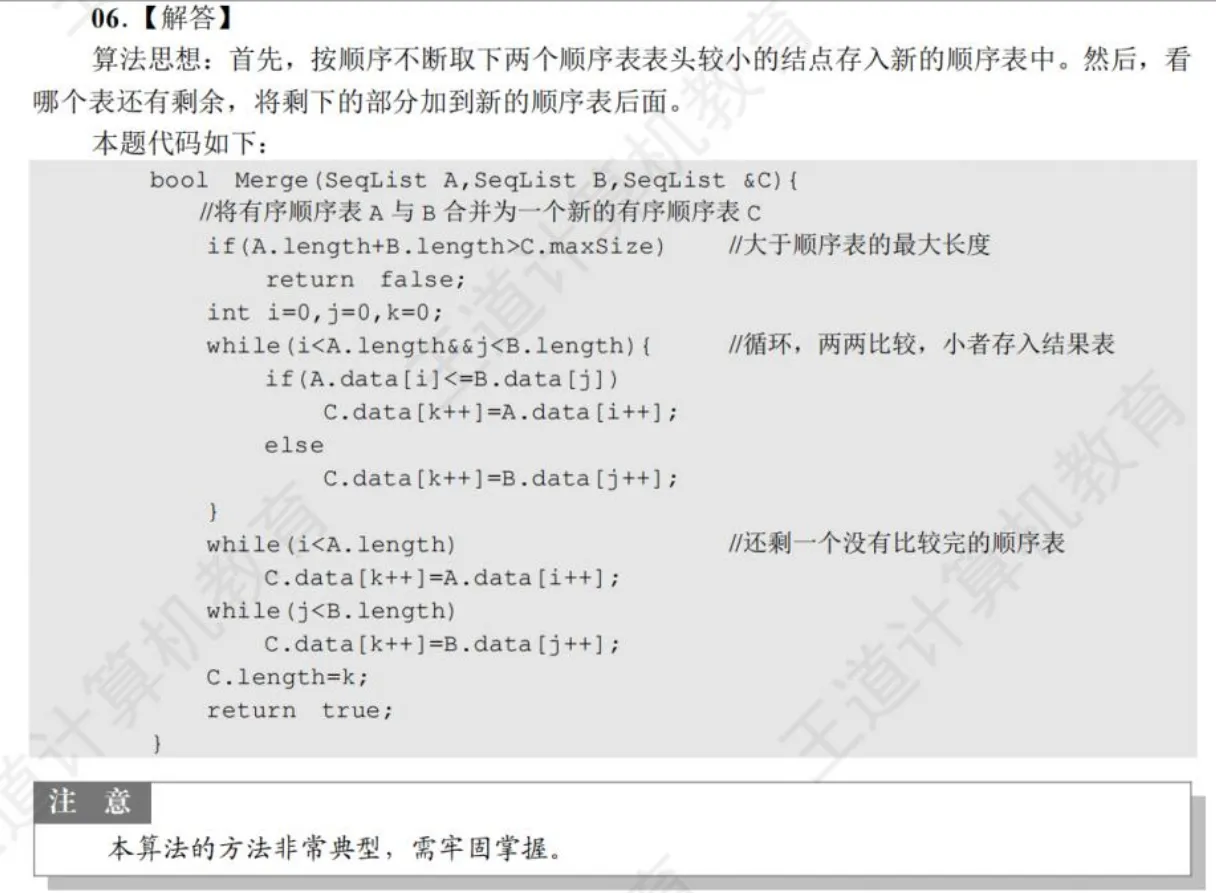 06.【解答】
算法思想：首先，按顺序不断取下两个顺序表表头较小的结点存入新的顺序表中。然后，看
哪个表还有剩余，将剩下的部分加到新的顺序表后面。
本题代码如下：
bool Merge(SeqList A,SeqList B,SeqList &C){
//将有序顺序表 A 与 B 合并为一个新的有序顺序表 C
if(A.length+B.length>C.maxSize) //大于顺序表的最大长度
return false;
int i=0,j=0,k=0;
while(i<A.length&&j<B.length){ //循环，两两比较，小者存入结果表
if(A.data[i]<=B.data[j])
C.data[k++]=A.data[i++];
else
C.data[k++]=B.data[j++];
}
while(i<A.length) //还剩一个没有比较完的顺序表
C.data[k++]=A.data[i++];
while(j<B.length)
C.data[k++]=B.data[j++];
C.length=k;
return true;
}
注 意
本算法的方法非常典型，需牢固掌握。
王道计算机教育
王道计算机教育
道计算机教育